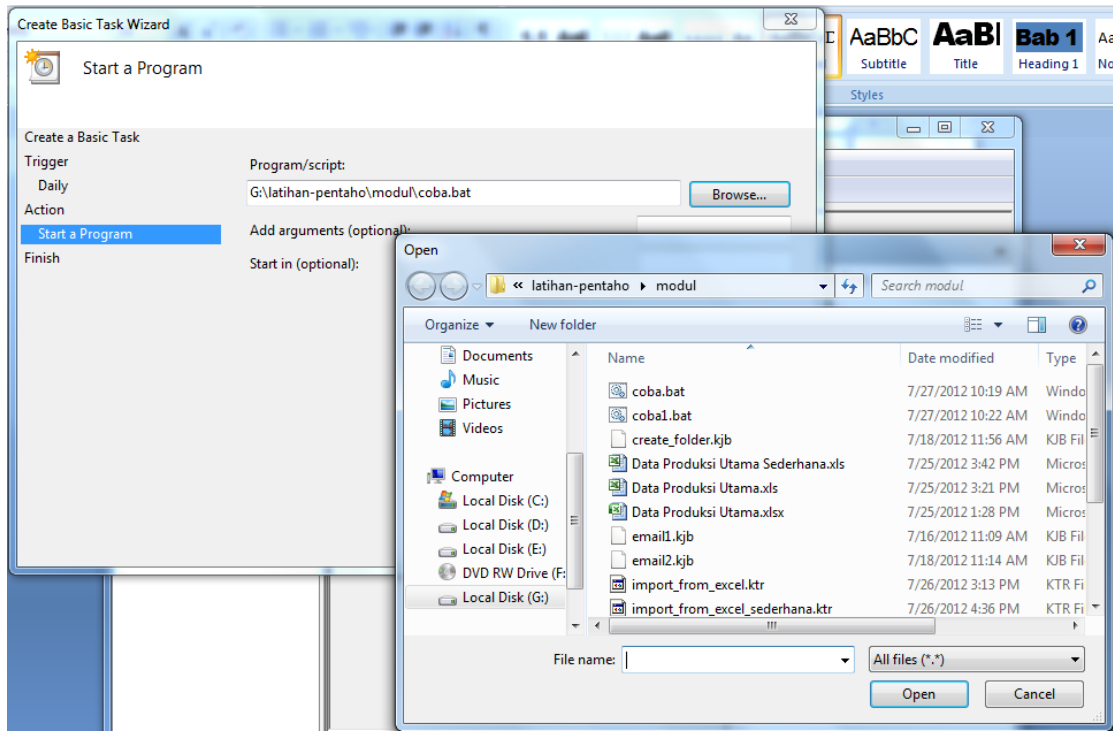 Create Basic Task Wizard
Start a Program
Create a Basic Task
Trigger
Daily
Action
Start a Program
Finish
Program/script:
G:\latihan-pentaho\modul\coba.bat
Browse...
Add arguments (optional):
Start in (optional):
AaBbC AaBl Bab 1
Subtitle Title Heading 1
Styles
Open
« latihan-pentaho modul
Search modul
Organize New folder
Documents
Music
Pictures
Videos
Computer
Local Disk (C:)
Local Disk (D:)
Local Disk (E:)
DVD RW Drive (F:
Local Disk (G:)
Name Date modified Type
coba.bat 7/27/2012 10:19 AM Windo
coba1.bat 7/27/2012 10:22 AM Windo
create_folder.kjb 7/18/2012 11:56 AM KJB Fil
Data Produksi Utama Sederhana.xls 7/25/2012 3:42 PM Micros
Data Produksi Utama.xls 7/25/2012 3:21 PM Micros
Data Produksi Utama.xlsx 7/25/2012 1:28 PM Micros
email1.kjb 7/16/2012 11:09 AM KJB Fil
email2.kjb 7/18/2012 11:14 AM KJB Fil
import_from_excel.ktr 7/26/2012 3:13 PM KTR Fi
import_from_excel_sederhana.ktr 7/26/2012 4:36 PM KTR Fi
File name:
All files (*.*)
Open Cancel